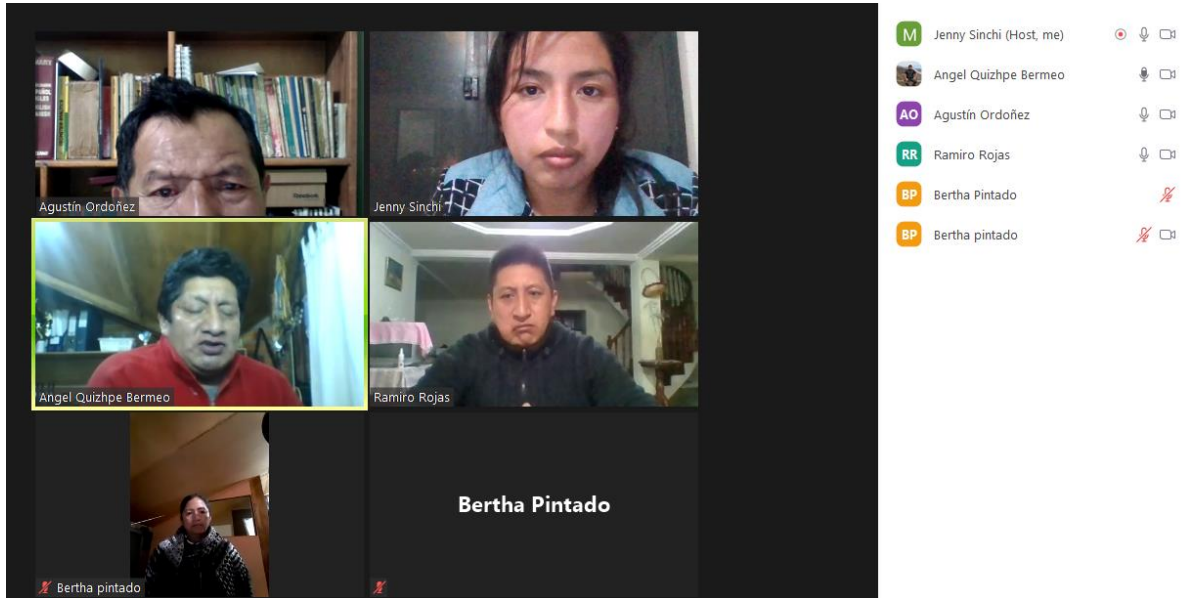 Agustín Ordoñez
Jenny Sinchi
Angel Quizhpe Bermeo
Ramiro Rojas
Bertha pintado
Bertha Pintado
M Jenny Sinchi (Host, me)
Angel Quizhpe Bermeo
AO Agustín Ordoñez
RR Ramiro Rojas
BP Bertha Pintado
BP Bertha pintado